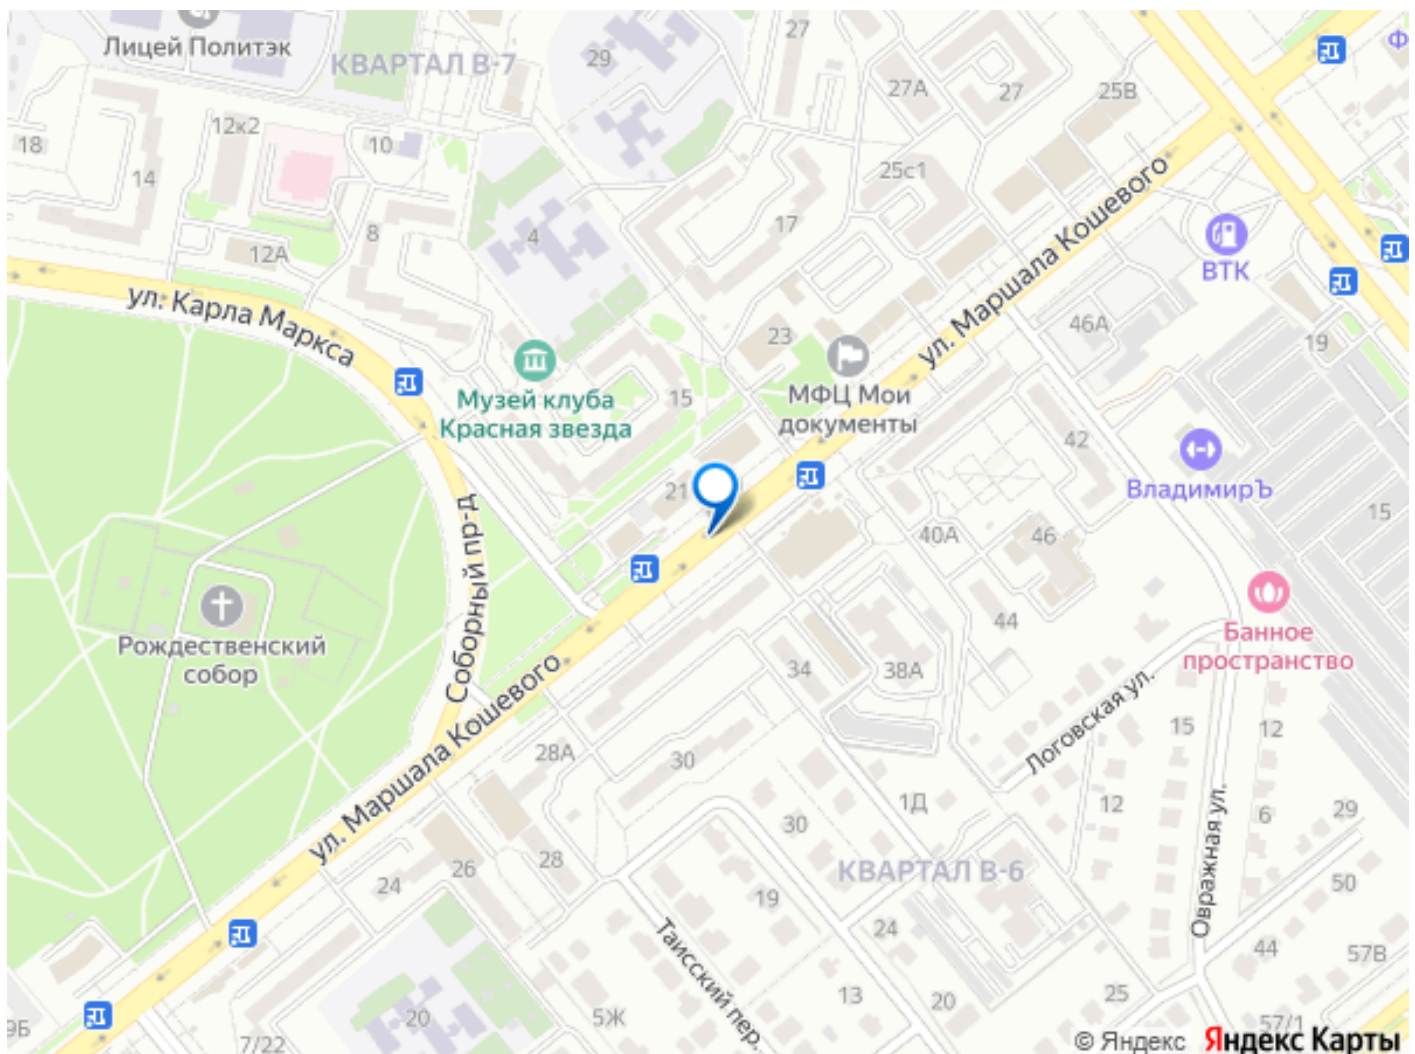 Лицей Политэк
КВАРТАЛ В-7
29
27
27А
27
25В
Ф
18
12к2
10
14
25с1
ул. Маршала Кошевого
8
4
17
12А
ВТК
ул. Карла Маркса
46А
23
19
МФЦ Мои
документы
Музей клуба
Красная звезда
15
42
ВладимирЪ
21
15
40А
46
Соборный пр-д
Рождественский
собор
44
Банное
пространство
34
38А
Логовская ул.
15
12
ул. Маршала Кошевого
28А
30
1Д
12
6
29
30
28
26
24
КВАРТАЛ В-6
Овражная ул.
50
19
24
44
57В
Таисский пер.
13
20
25
9Б
20
5Ж
7/22
57/1
© Яндекс Яндекс Карты